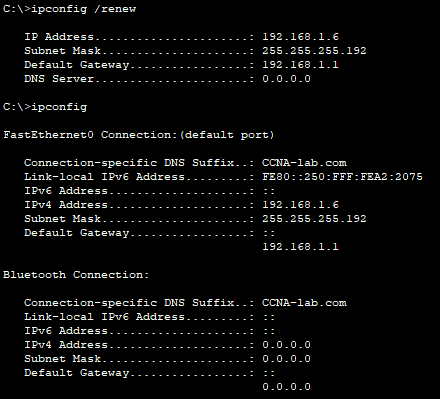 C:\>ipconfig /renew
IP Address......................: 192.168.1.6
Subnet Mask.....................: 255.255.255.192
Default Gateway.................: 192.168.1.1
DNS Server......................: 0.0.0.0
C:\>ipconfig
FastEthernet0 Connection:(default port)
Connection-specific DNS Suffix..: CCNA-lab.com
Link-local IPv6 Address.........: FE80::250:FFF:FEA2:2075
IPv6 Address....................: ::
IPv4 Address....................: 192.168.1.6
Subnet Mask.....................: 255.255.255.192
Default Gateway.................: ::
192.168.1.1
Bluetooth Connection:
Connection-specific DNS Suffix..: CCNA-lab.com
Link-local IPv6 Address.........: ::
IPv6 Address....................: ::
IPv4 Address....................: 0.0.0.0
Subnet Mask.....................: 0.0.0.0
Default Gateway.................: ::
0.0.0.0